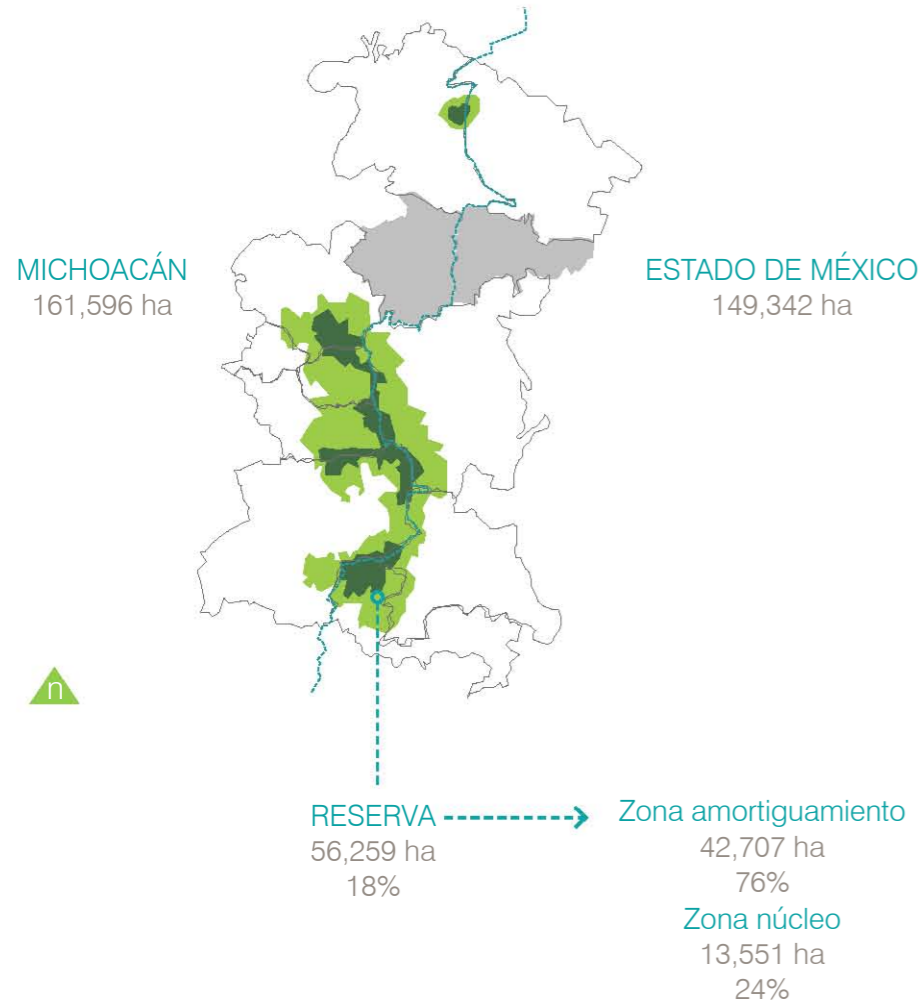 MICHOACÁN
161,596 ha
ESTADO DE MÉXICO
149,342 ha
n
RESERVA
56,259 ha
18%
Zona amortiguamiento
42,707 ha
76%
Zona núcleo
13,551 ha
24%